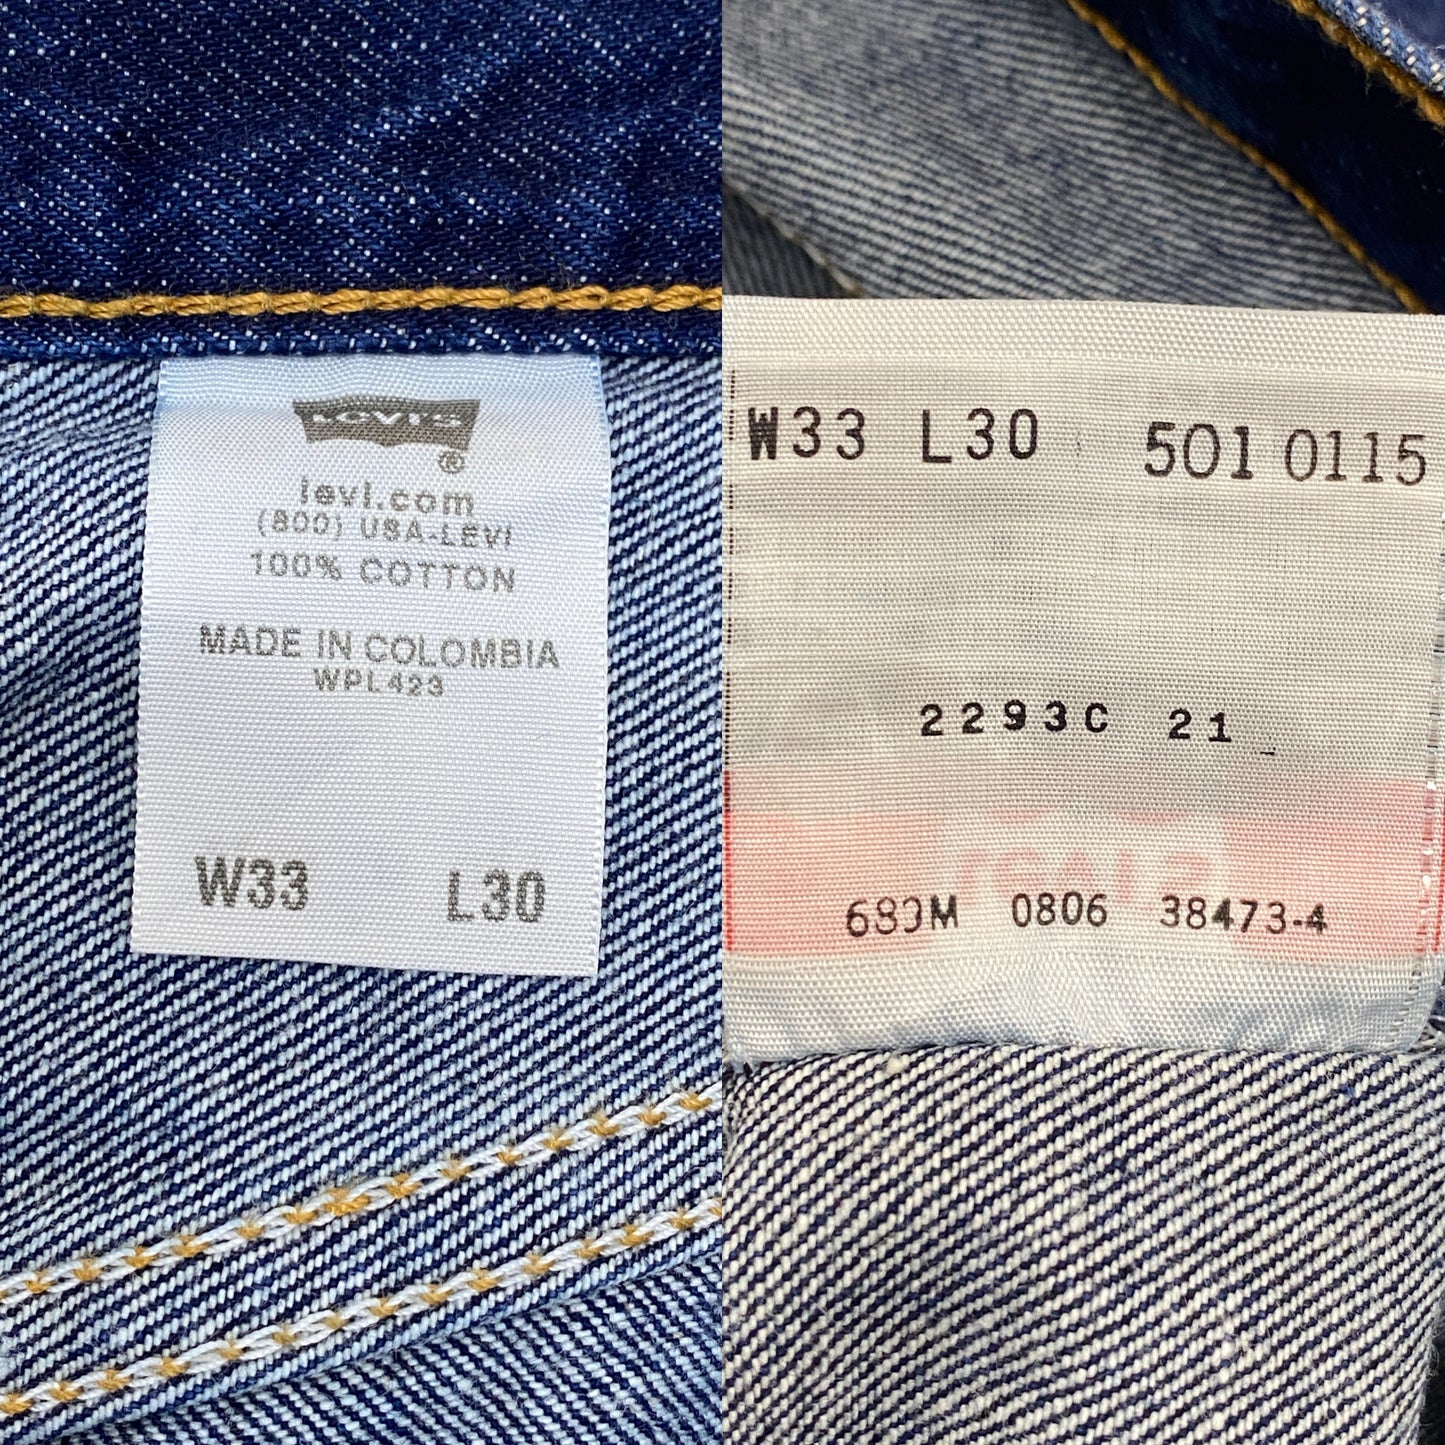 LEVI'S®
levi.com
(800) USA-LEVI
100% COTTON
MADE IN COLOMBIA
WPL423
W33 L30
W33 L30 501 0115
2293C 21
0806 38473-4